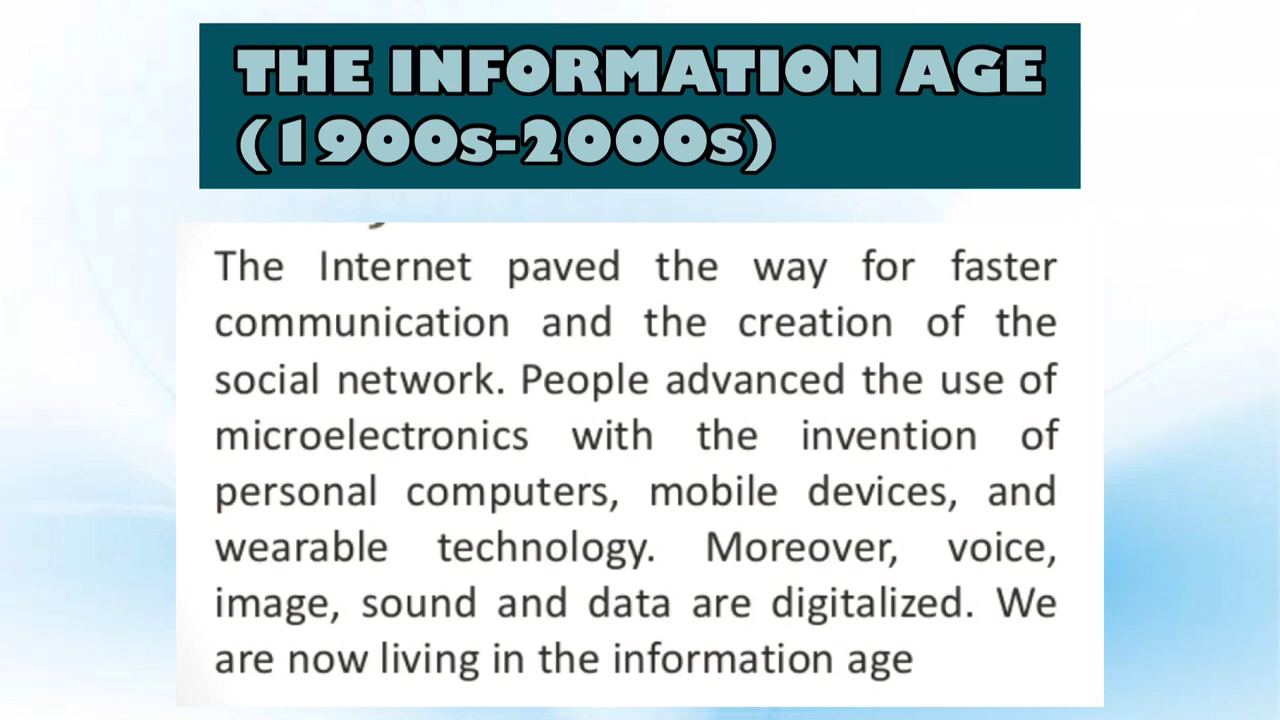 THE INFORMATION AGE
(1900s-2000s)
The Internet paved the way for faster
communication and the creation of the
social network. People advanced the use of
microelectronics with the invention of
personal computers, mobile devices, and
wearable technology. Moreover, voice,
image, sound and data are digitalized. We
are now living in the information age